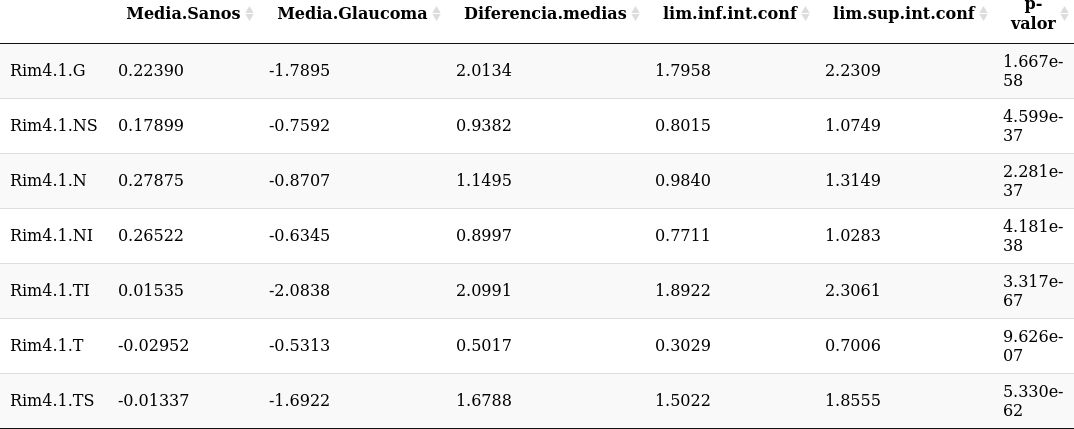 Media.Sanos Media.Glaucoma Diferencia.medias lim.inf.int.conf lim.sup.int.conf p-
valor
Rim4.1.G 0.22390 -1.7895 2.0134 1.7958 2.2309 1.667e-
58
Rim4.1.NS 0.17899 -0.7592 0.9382 0.8015 1.0749 4.599e-
37
Rim4.1.N 0.27875 -0.8707 1.1495 0.9840 1.3149 2.281e-
37
Rim4.1.NI 0.26522 -0.6345 0.8997 0.7711 1.0283 4.181e-
38
Rim4.1.TI 0.01535 -2.0838 2.0991 1.8922 2.3061 3.317e-
67
Rim4.1.T -0.02952 -0.5313 0.5017 0.3029 0.7006 9.626e-
07
Rim4.1.TS -0.01337 -1.6922 1.6788 1.5022 1.8555 5.330e-
62